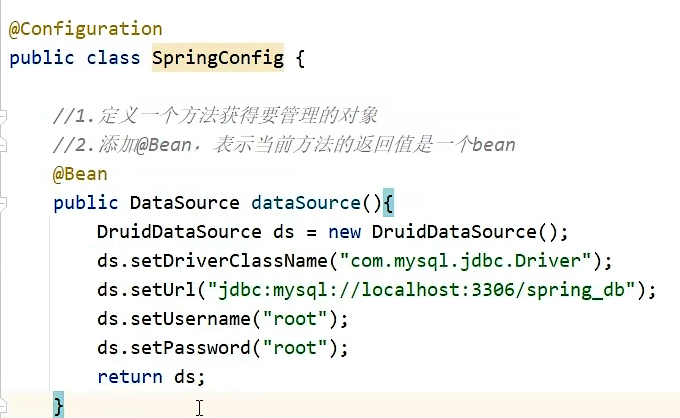 @Configuration
public class SpringConfig {
//1.定义一个方法获得要管理的对象
//2.添加@Bean，表示当前方法的返回值是一个bean
@Bean
public DataSource dataSource(){
DruidDataSource ds = new DruidDataSource();
ds.setDriverClassName("com.mysql.jdbc.Driver");
ds.setUrl("jdbc:mysql://localhost:3306/spring_db");
ds.setUsername("root");
ds.setPassword("root");
return ds;
}